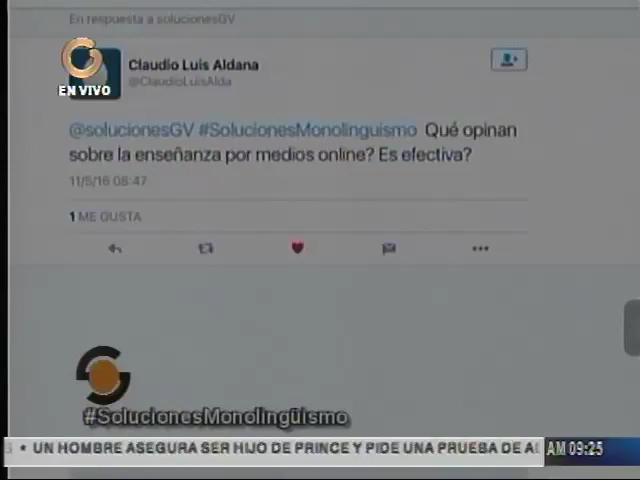 En respuesta a solucionesGV
Claudio Luis Aldana
@ClaudioLuisAlda
EN VIVO
@solucionesGV #SolucionesMonolinguismo Qué opinan
sobre la enseñanza por medios online? Es efectiva?
11/5/16 08:47
1 ME GUSTA
#SolucionesMonolingüismo
• UN HOMBRE ASEGURA SER HIJO DE PRINCE Y PIDE UNA PRUEBA DE
AM 09:25